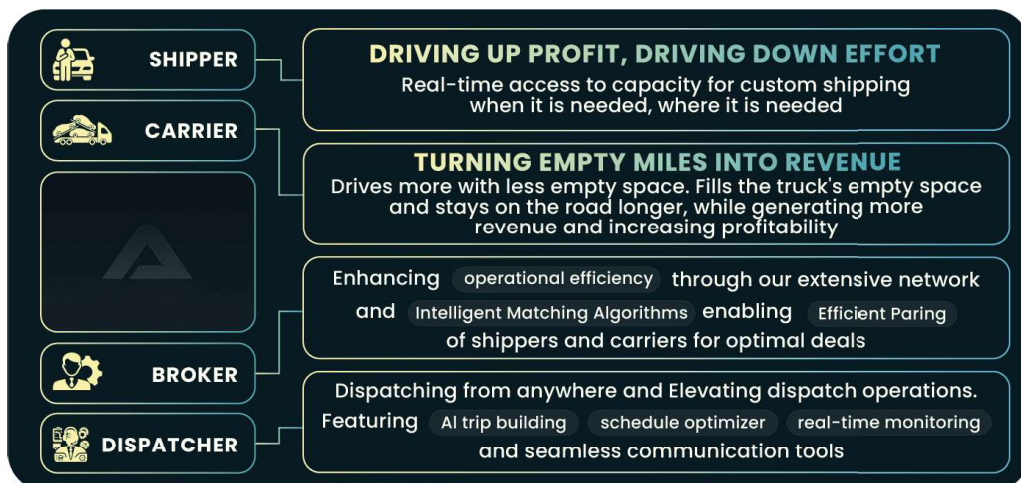 SHIPPER
DRIVING UP PROFIT, DRIVING DOWN EFFORT
Real-time access to capacity for custom shipping
when it is needed, where it is needed
CARRIER
TURNING EMPTY MILES INTO REVENUE
Drives more with less empty space. Fills the truck's empty space
and stays on the road longer, while generating more
revenue and increasing profitability
BROKER
Enhancing operational efficiency through our extensive network
and Intelligent Matching Algorithms enabling Efficient Paring
of shippers and carriers for optimal deals
DISPATCHER
Dispatching from anywhere and Elevating dispatch operations.
Featuring AI trip building schedule optimizer real-time monitoring
and seamless communication tools